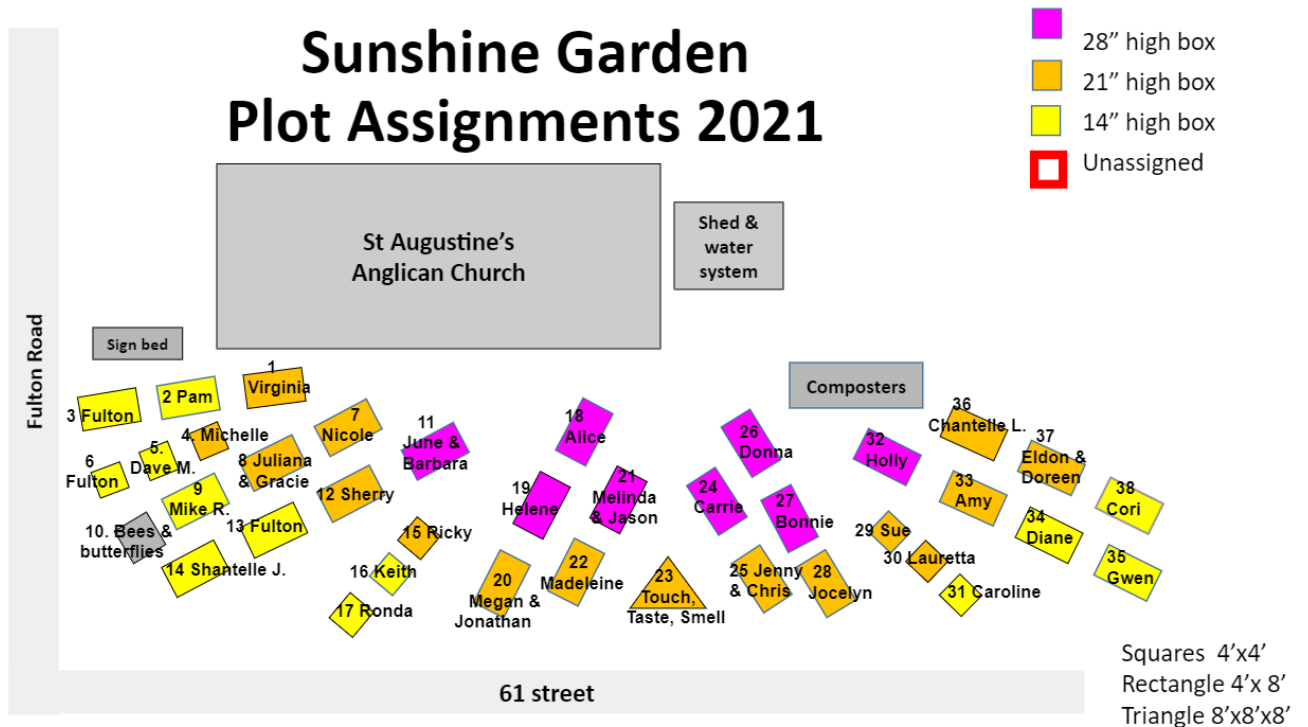 Sunshine Garden
Plot Assignments 2021
28” high box
21” high box
14” high box
Unassigned
St Augustine’s
Anglican Church
Shed &
water
system
Fulton Road
Sign bed
Composters
1
Virginia
2 Pam
3 Fulton
4. Michelle
5.
Dave M.
6
Fulton
7
Nicole
8 Juliana
& Gracie
9
Mike R.
10. Bees &
butterflies
11
June &
Barbara
12 Sherry
13 Fulton
14 Shantelle J.
15 Ricky
16 Keith
17 Ronda
18
Alice
19
Helene
20
Megan &
Jonathan
21
Melinda
& Jason
22
Madeleine
23
Touch,
Taste, Smell
24
Carrie
25 Jenny
& Chris
26
Donna
27
Bonnie
28
Jocelyn
29 Sue
30 Lauretta
31 Caroline
32
Holly
33
Amy
34
Diane
35
Gwen
36
Chantelle L.
37
Eldon &
Doreen
38
Cori
61 street
Squares 4’x4’
Rectangle 4’x 8’
Triangle 8’x8’x8’